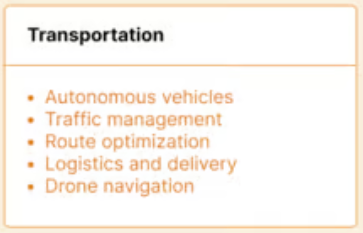 Transportation
• Autonomous vehicles
• Traffic management
• Route optimization
• Logistics and delivery
• Drone navigation